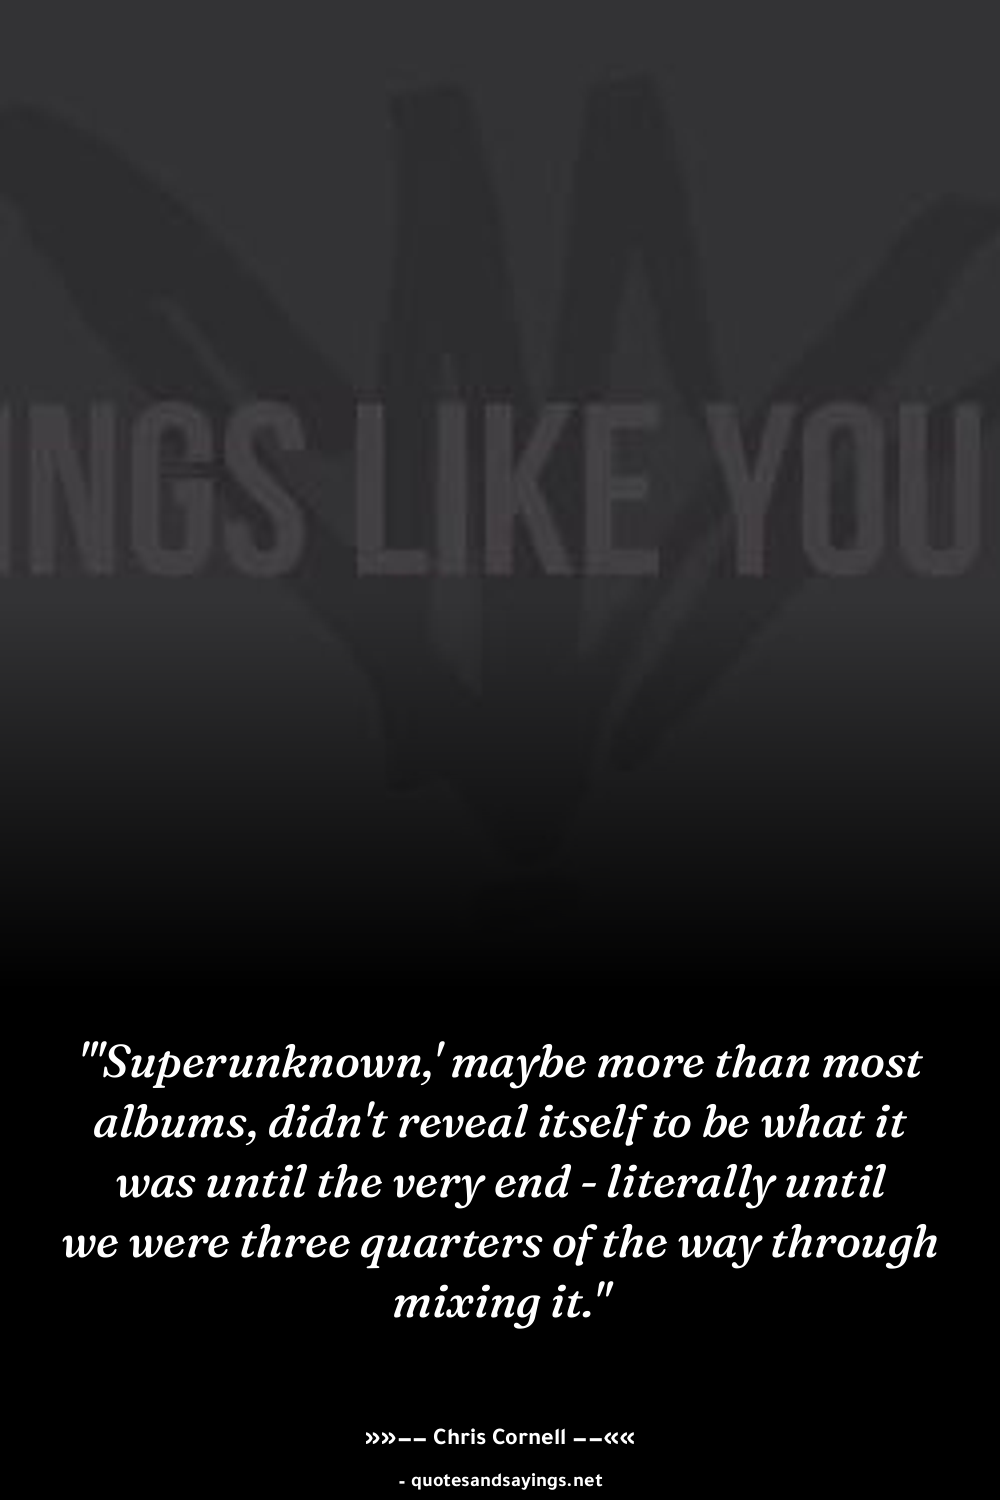 INGS LIKE YOU
"'Superunknown,' maybe more than most
albums, didn't reveal itself to be what it
was until the very end - literally until
we were three quarters of the way through
mixing it."
»»−− Chris Cornell −−««
- quotesandsayings.net